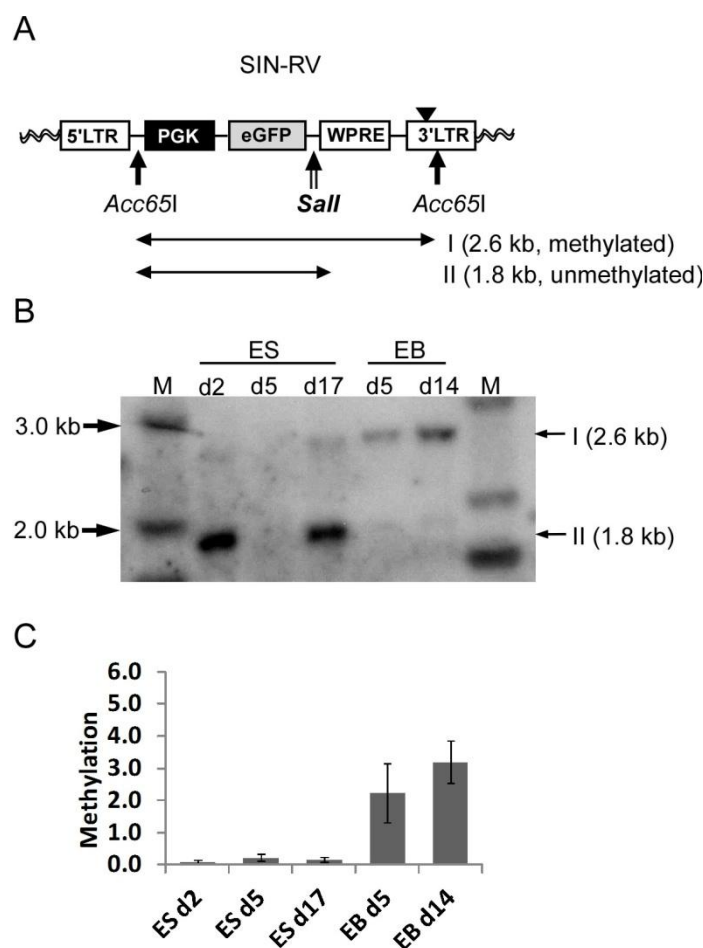 A
SIN-RV
5'LTR PGK eGFP WPRE 3'LTR
Acc65I SalI Acc65I
I (2.6 kb, methylated)
II (1.8 kb, unmethylated)
B
ES EB
M d2 d5 d17 d5 d14 M
3.0 kb I (2.6 kb)
2.0 kb II (1.8 kb)
C
Methylation
6.0
5.0
4.0
3.0
2.0
1.0
0.0
ES d2 ES d5 ES d17 EB d5 EB d14